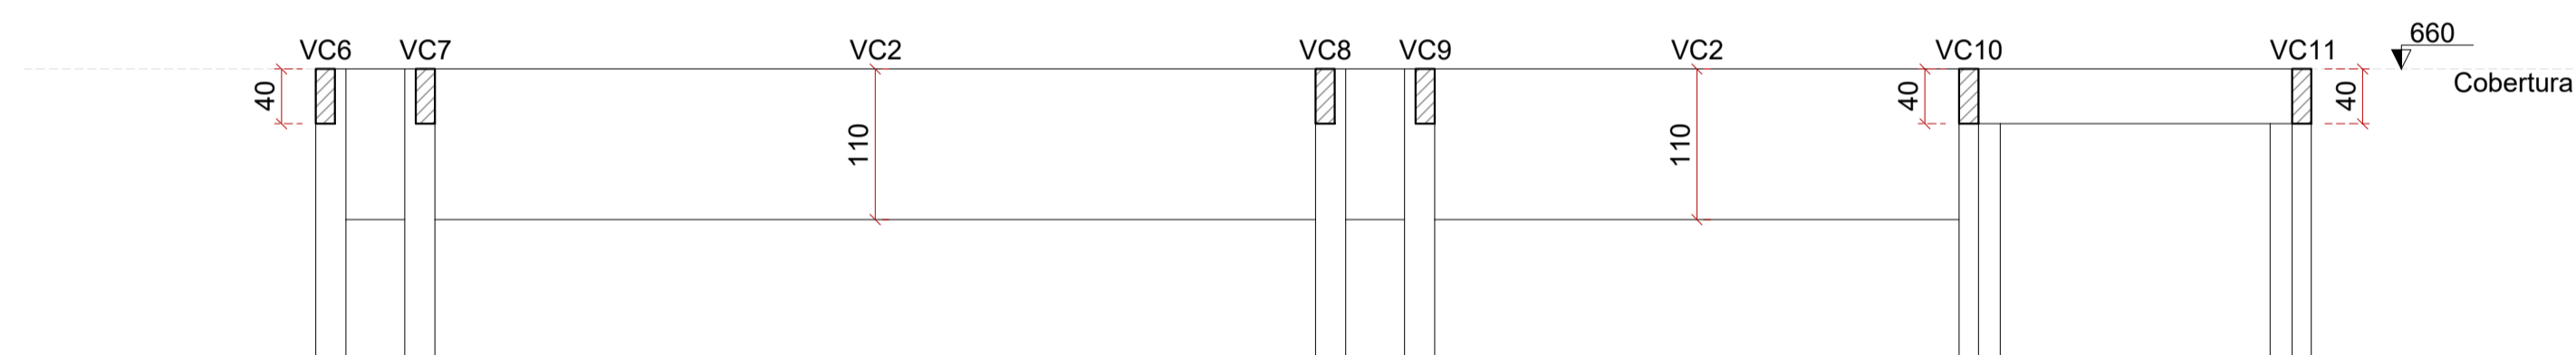 VC6 VC7 VC2 VC8 VC9 VC2 VC10 VC11 660
Cobertura
40 110 110 40 40